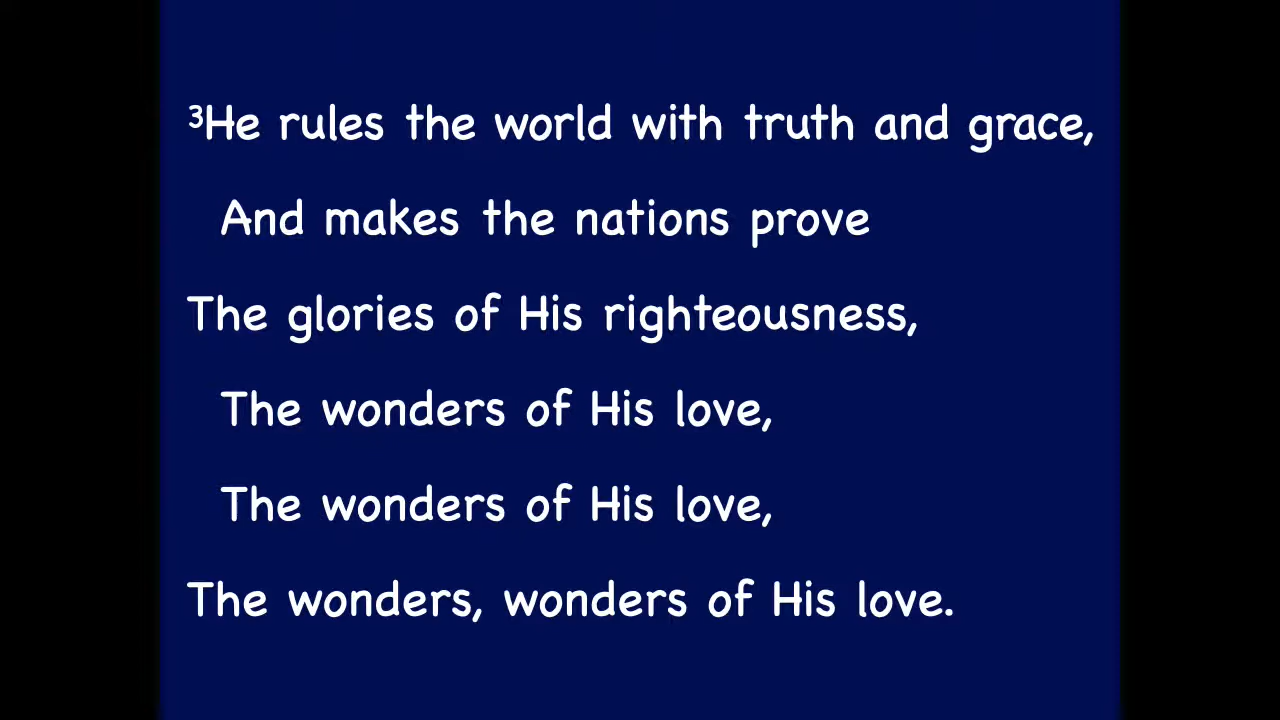 ³He rules the world with truth and grace,
And makes the nations prove
The glories of His righteousness,
The wonders of His love,
The wonders of His love,
The wonders, wonders of His love.